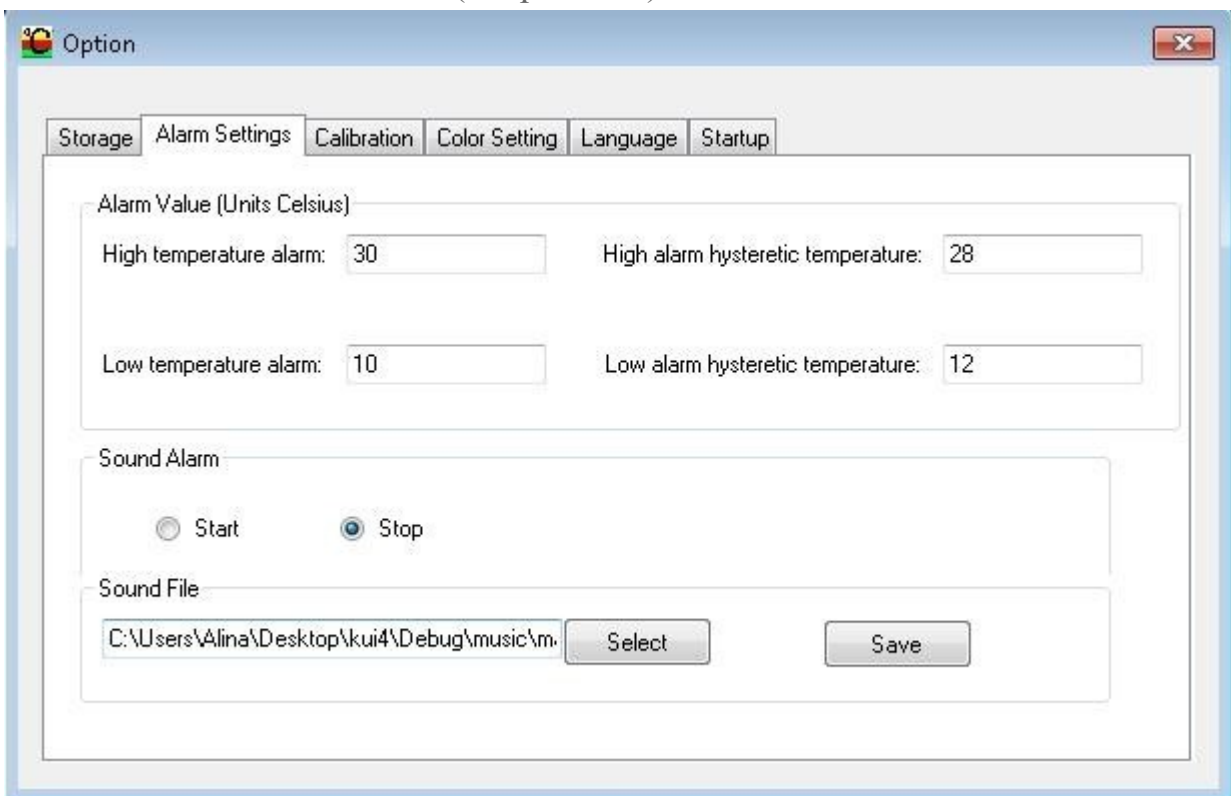 Option
Storage Alarm Settings Calibration Color Setting Language Startup
Alarm Value (Units Celsius)
High temperature alarm: 30 High alarm hysteretic temperature: 28
Low temperature alarm: 10 Low alarm hysteretic temperature: 12
Sound Alarm
Start Stop
Sound File
C:\Users\Alina\Desktop\kui4\Debug\music\m Select Save